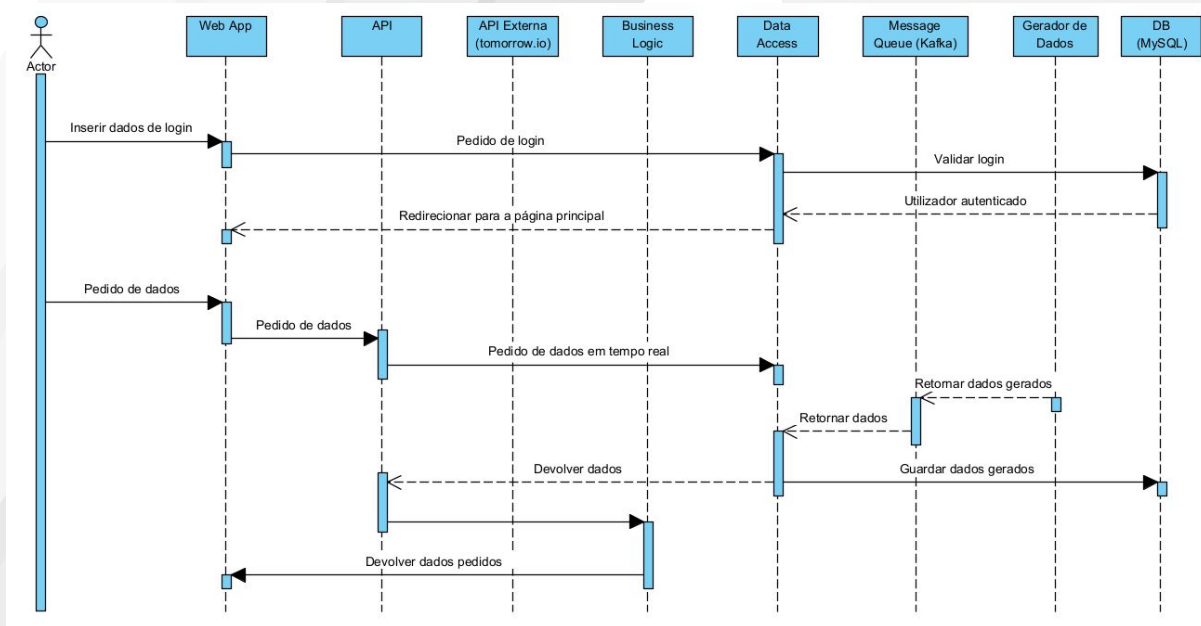 Actor
Web App
API
API Externa
(tomorrow.io)
Business
Logic
Data
Access
Message
Queue (Kafka)
Gerador de
Dados
DB
(MySQL)
Inserir dados de login
Pedido de login
Validar login
Utilizador autenticado
Redirecionar para a página principal
Pedido de dados
Pedido de dados
Pedido de dados em tempo real
Retornar dados gerados
Retornar dados
Devolver dados
Guardar dados gerados
Devolver dados pedidos